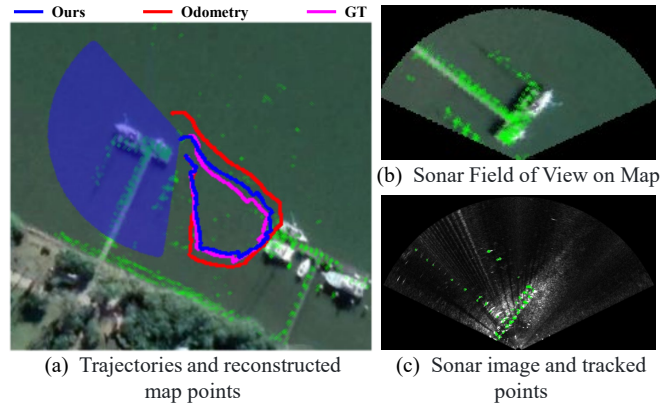 Ours Odometry GT
(a) Trajectories and reconstructed
map points
(b) Sonar Field of View on Map
(c) Sonar image and tracked
points